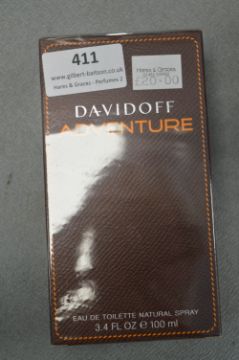 411
www.gilbert-baitson.co.uk
Hares & Graces - Perfumes 2
Hares & Graces
£20-00
DAVIDOFF
ADVENTURE
EAU DE TOILETTE NATURAL SPRAY
3.4 FL OZ ℮ 100 ml